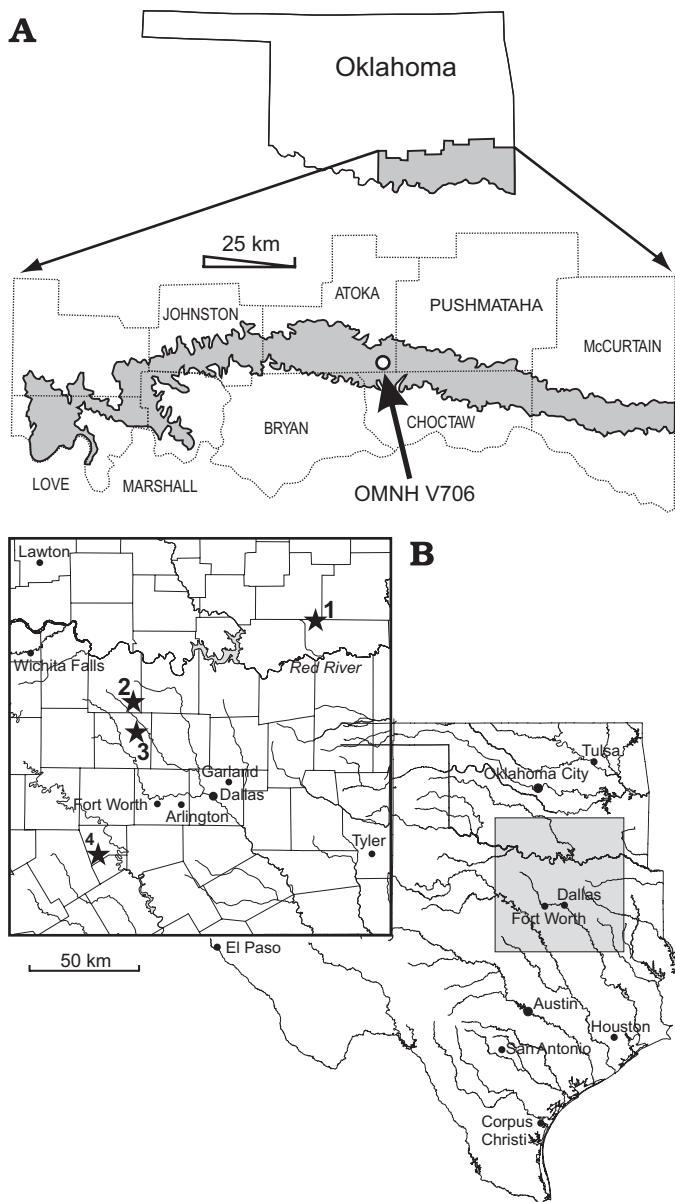 A
Oklahoma
25 km
ATOKA
JOHNSTON
PUSHMATAHA
McCURTAIN
BRYAN
CHOCTAW
LOVE
MARSHALL
OMNH V706
B
Lawton
1
Red River
Wichita Falls
2
3
Garland
Dallas
Fort Worth
Arlington
4
Tyler
Tulsa
Oklahoma City
Dallas
Fort Worth
El Paso
50 km
Austin
Houston
San Antonio
Corpus
Christi